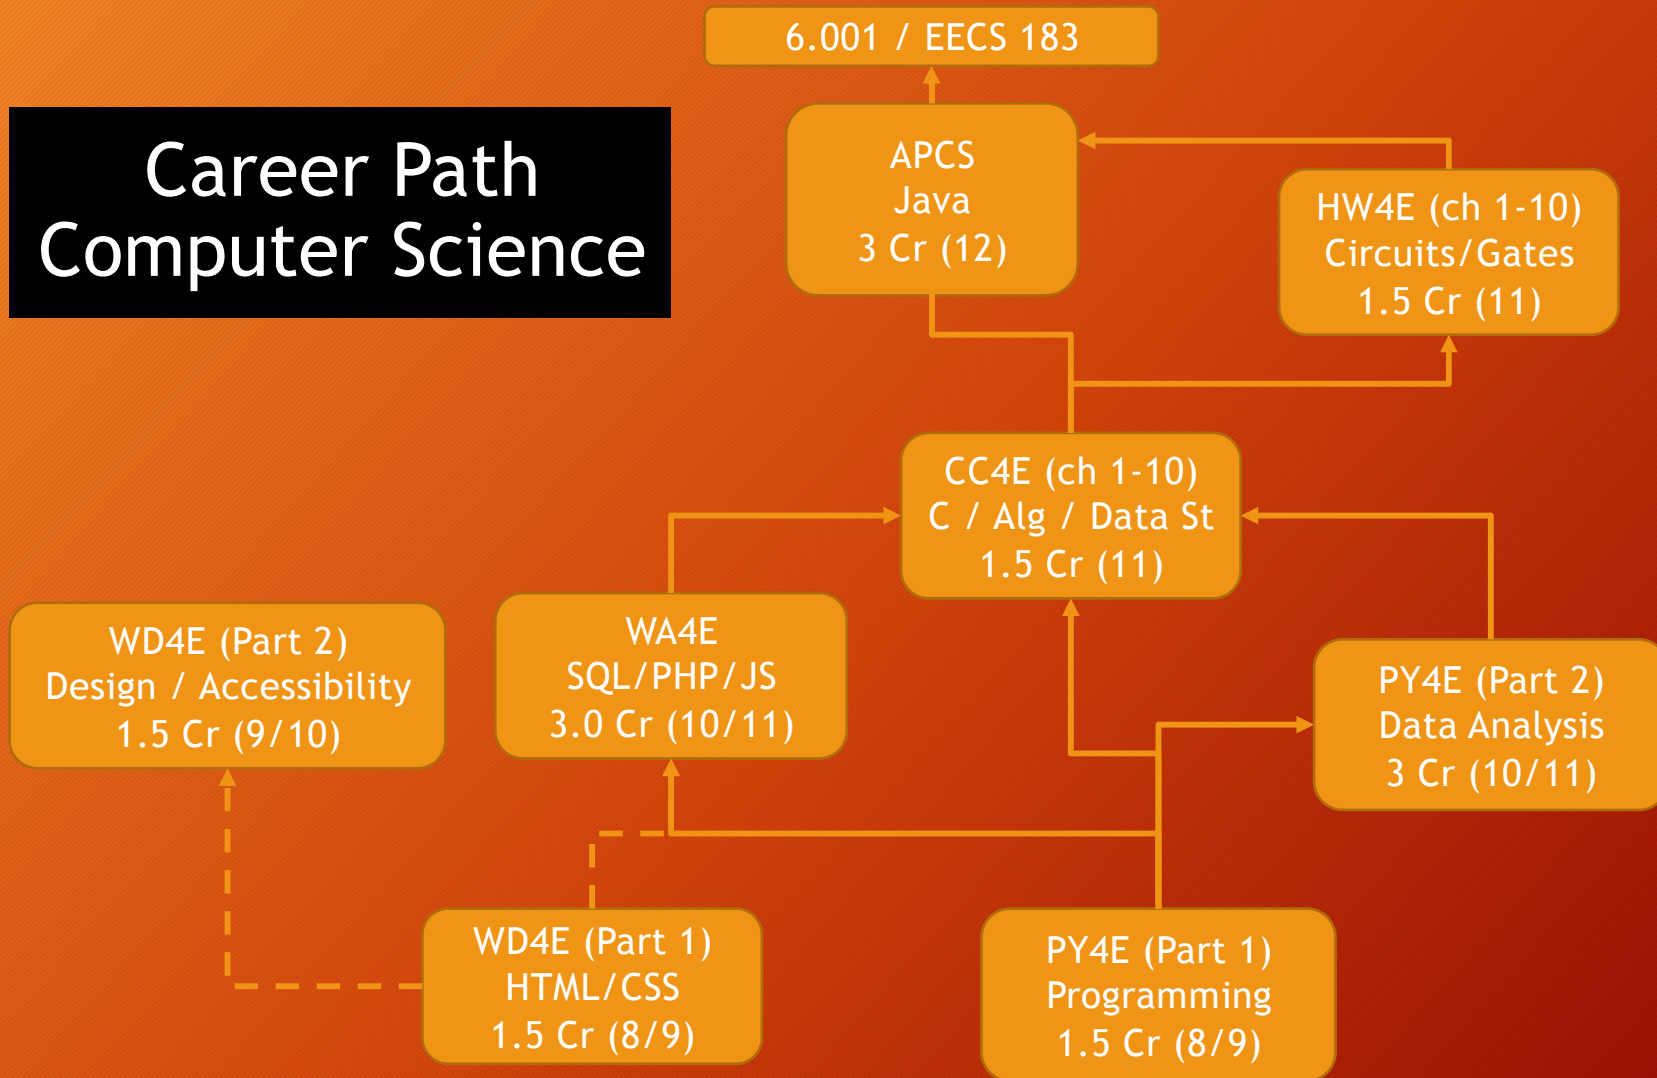 6.001 / EECS 183
Career Path
Computer Science
APCS
Java
3 Cr (12)
HW4E (ch 1-10)
Circuits/Gates
1.5 Cr (11)
CC4E (ch 1-10)
C / Alg / Data St
1.5 Cr (11)
WD4E (Part 2)
Design / Accessibility
1.5 Cr (9/10)
WA4E
SQL/PHP/JS
3.0 Cr (10/11)
PY4E (Part 2)
Data Analysis
3 Cr (10/11)
WD4E (Part 1)
HTML/CSS
1.5 Cr (8/9)
PY4E (Part 1)
Programming
1.5 Cr (8/9)